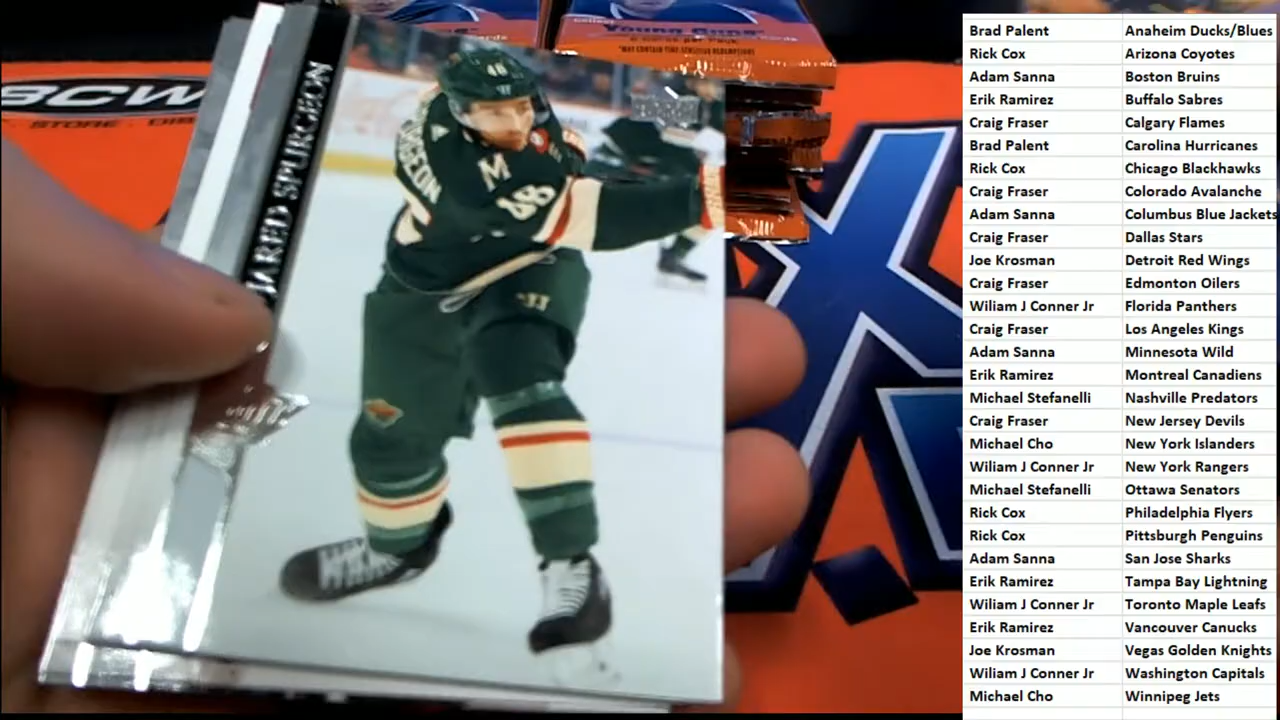 Young Guns
*MAY CONTAIN TIME-SENSITIVE REDEMPTIONS
BCW
JARED SPURGEON
46
M
Brad Palent Anaheim Ducks/Blues
Rick Cox Arizona Coyotes
Adam Sanna Boston Bruins
Erik Ramirez Buffalo Sabres
Craig Fraser Calgary Flames
Brad Palent Carolina Hurricanes
Rick Cox Chicago Blackhawks
Craig Fraser Colorado Avalanche
Adam Sanna Columbus Blue Jackets
Craig Fraser Dallas Stars
Joe Krosman Detroit Red Wings
Craig Fraser Edmonton Oilers
Wiliam J Conner Jr Florida Panthers
Craig Fraser Los Angeles Kings
Adam Sanna Minnesota Wild
Erik Ramirez Montreal Canadiens
Michael Stefanelli Nashville Predators
Craig Fraser New Jersey Devils
Michael Cho New York Islanders
Wiliam J Conner Jr New York Rangers
Michael Stefanelli Ottawa Senators
Rick Cox Philadelphia Flyers
Rick Cox Pittsburgh Penguins
Adam Sanna San Jose Sharks
Erik Ramirez Tampa Bay Lightning
Wiliam J Conner Jr Toronto Maple Leafs
Erik Ramirez Vancouver Canucks
Joe Krosman Vegas Golden Knights
Wiliam J Conner Jr Washington Capitals
Michael Cho Winnipeg Jets